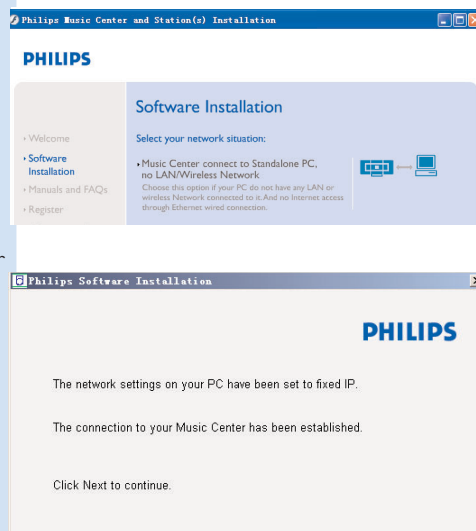 Philips Music Center and Station(s) Installation
PHILIPS
Software Installation
Welcome
Software
Installation
Manuals and FAQs
Register
Select your network situation:
Music Center connect to Standalone PC,
no LAN/Wireless Network
Choose this option if your PC do not have any LAN or
wireless Network connected to it. And no Internet access
through Ethernet wired connection.
Philips Software Installation
PHILIPS
The network settings on your PC have been set to fixed IP.
The connection to your Music Center has been established.
Click Next to continue.